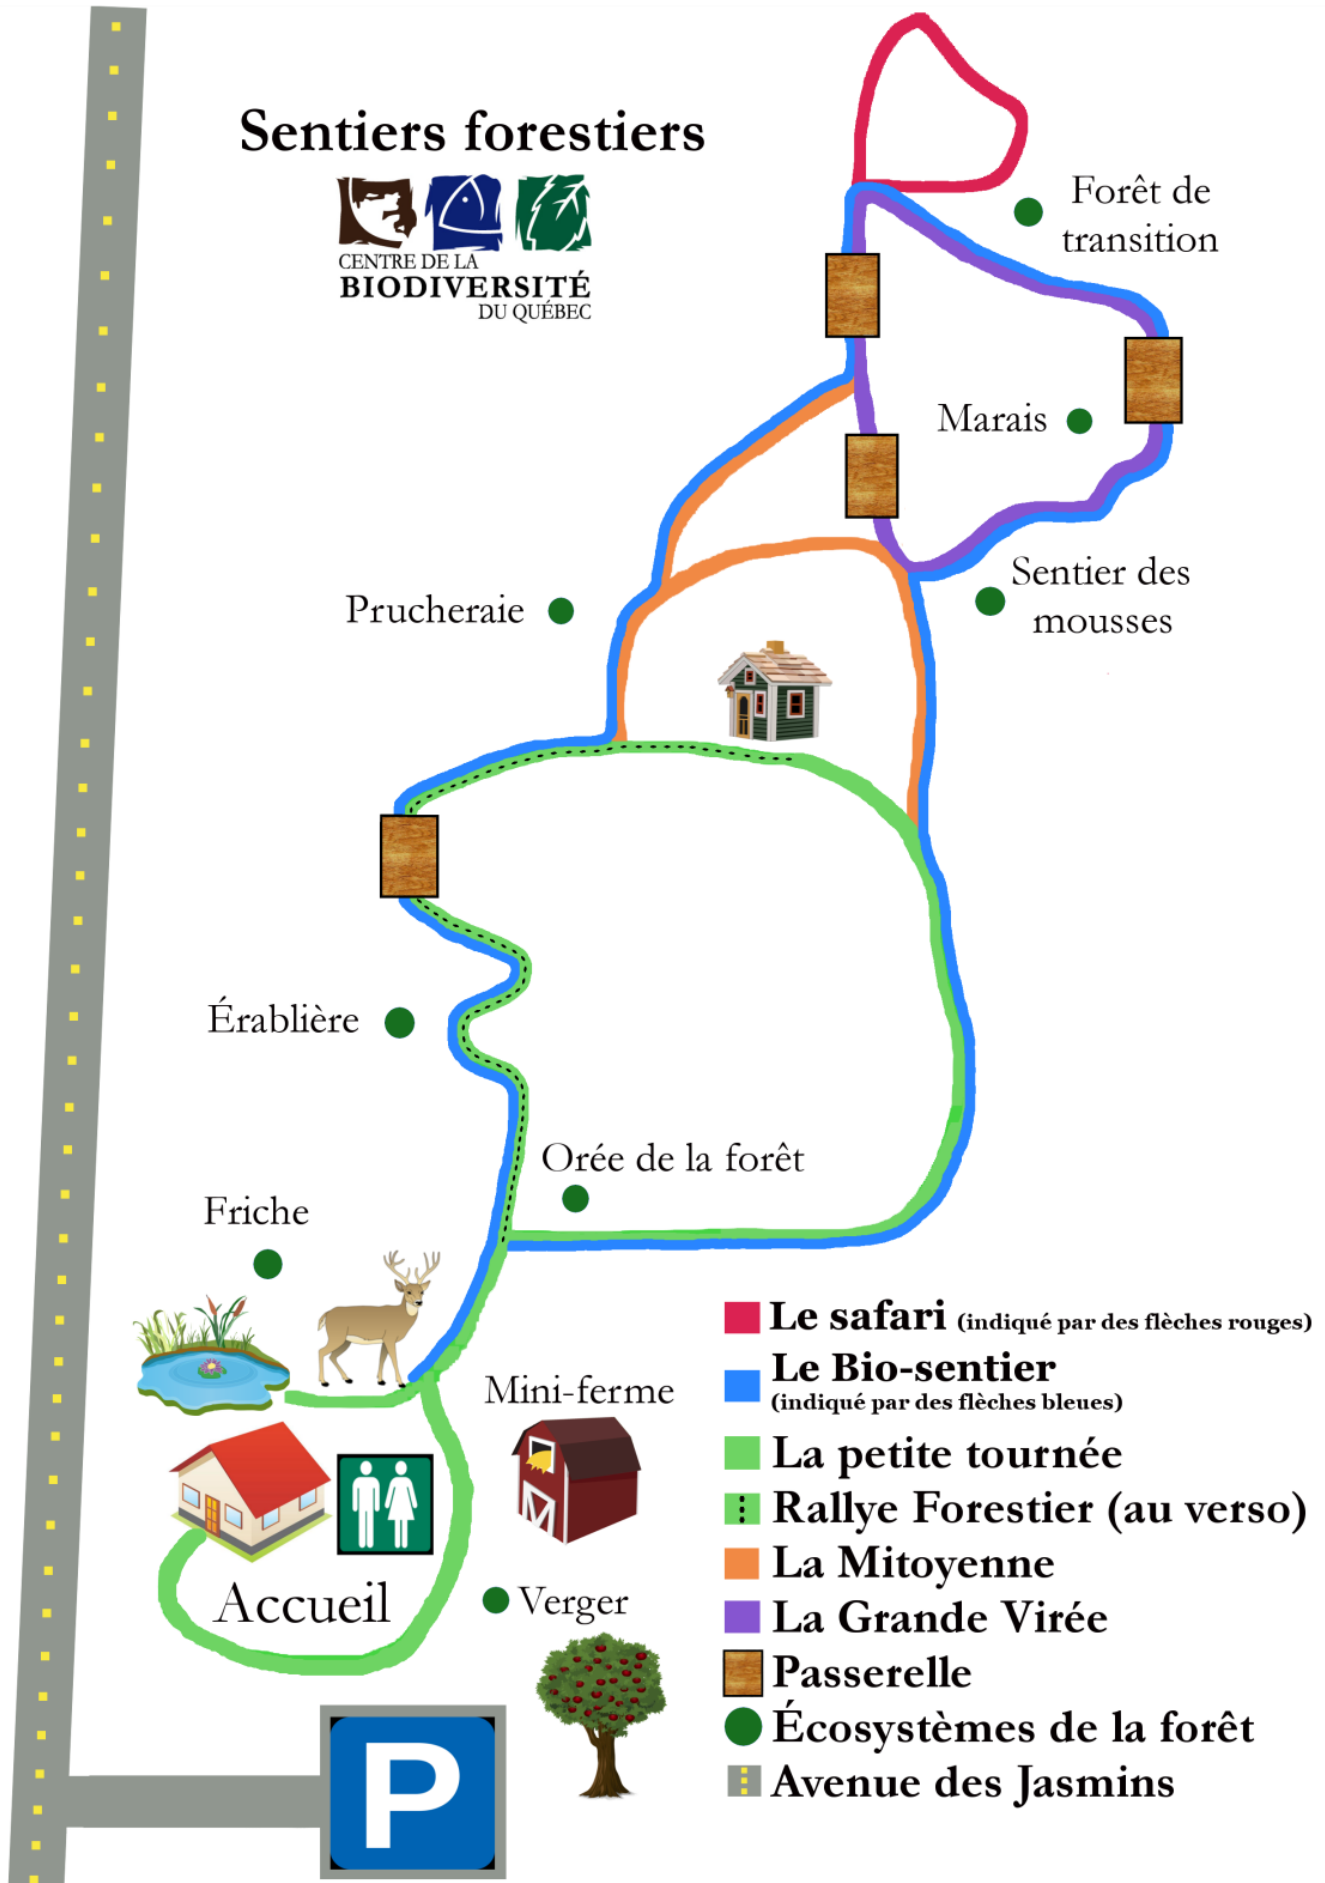 Sentiers forestiers
CENTRE DE LA
BIODIVERSITÉ
DU QUÉBEC
Forêt de
transition
Marais
Sentier des
mousses
Prucheraie
Érablière
Orée de la forêt
Friche
Mini-ferme
Accueil
Verger
P
Le safari (indiqué par des flèches rouges)
Le Bio-sentier
(indiqué par des flèches bleues)
La petite tournée
Rallye Forestier (au verso)
La Mitoyenne
La Grande Virée
Passerelle
Écosystèmes de la forêt
Avenue des Jasmins